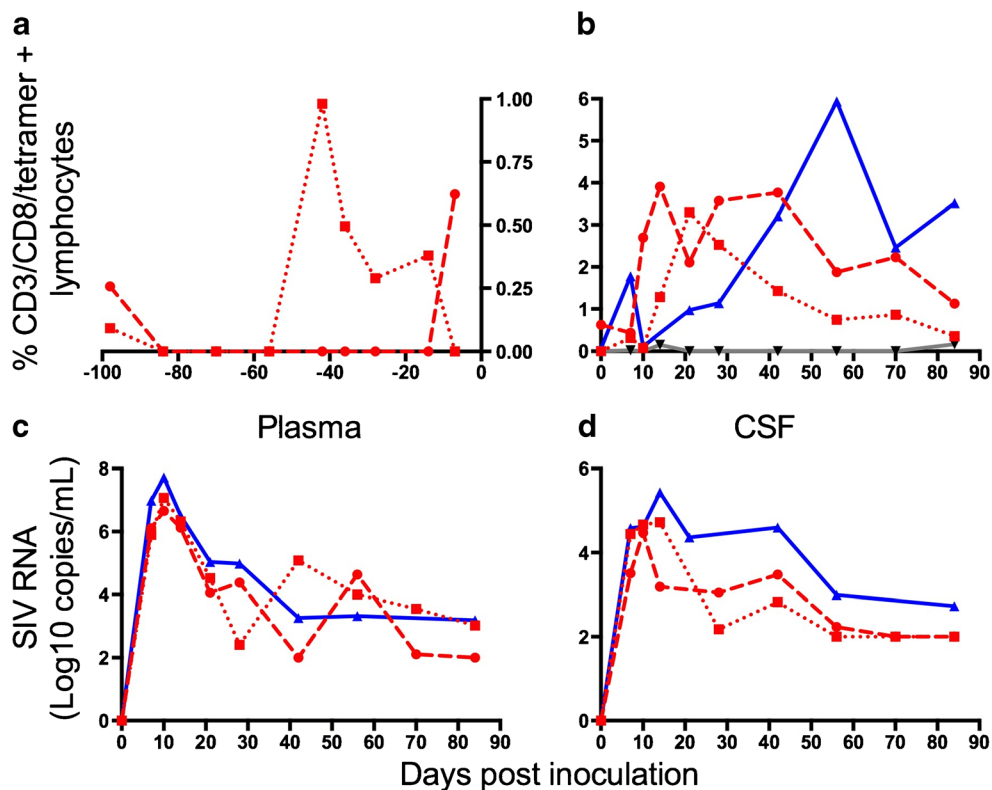 a
b
% CD3/CD8/tetramer +
lymphocytes
1.00
0.75
0.50
0.25
0.00
-100 -80 -60 -40 -20 0
6
5
4
3
2
1
0
0 10 20 30 40 50 60 70 80 90
c
Plasma
d
CSF
SIV RNA
(Log10 copies/mL)
8
6
4
2
0
0 10 20 30 40 50 60 70 80 90
6
4
2
0
0 10 20 30 40 50 60 70 80 90
Days post inoculation